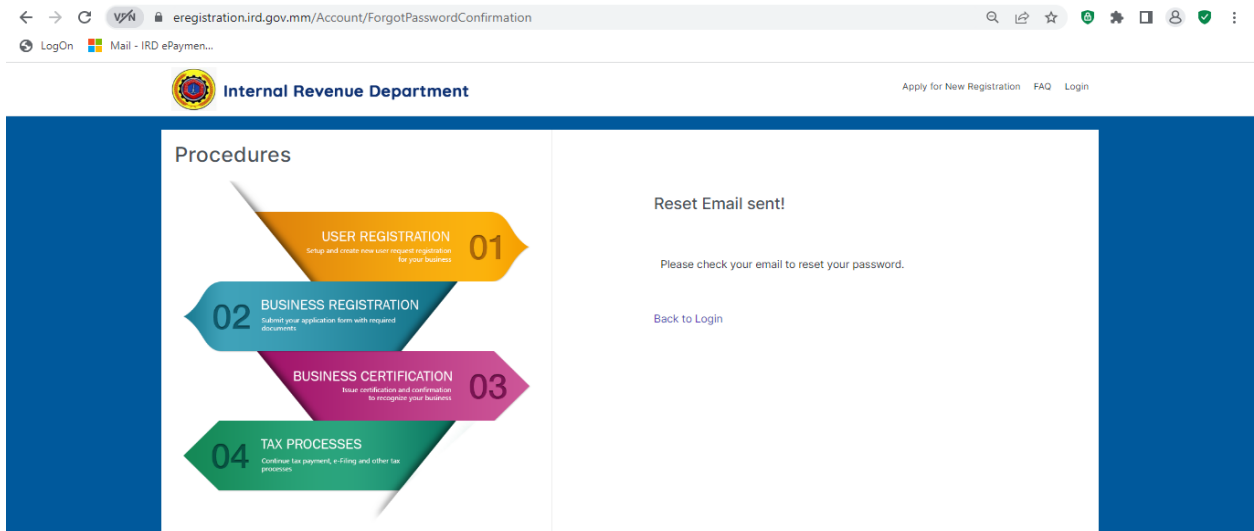 VPN
eregistration.ird.gov.mm/Account/ForgotPasswordConfirmation
LogOn
Mail - IRD ePaymen...
Internal Revenue Department
Apply for New Registration FAQ Login
Procedures
USER REGISTRATION
Setup and create new user request registration
for your business
01
02
BUSINESS REGISTRATION
Submit your application form with required
documents
BUSINESS CERTIFICATION
Issue certification and confirmation
to recognize your business
03
04
TAX PROCESSES
Continue tax payment, e-Filing and other tax
processes
Reset Email sent!
Please check your email to reset your password.
Back to Login